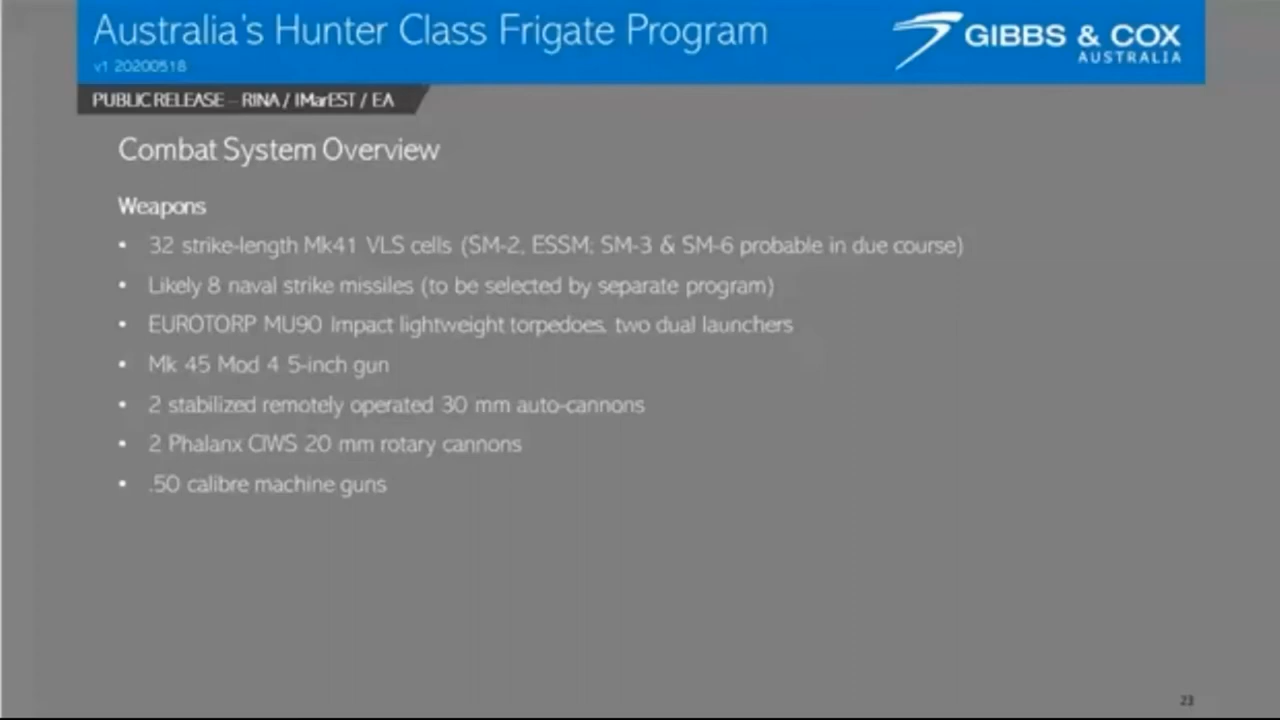 Australia's Hunter Class Frigate Program
GIBBS & COX
AUSTRALIA
v1 20200518
PUBLIC RELEASE – RINA / IMarEST / EA
Combat System Overview
Weapons
• 32 strike-length Mk41 VLS cells (SM-2, ESSM; SM-3 & SM-6 probable in due course)
• Likely 8 naval strike missiles (to be selected by separate program)
• EUROTORP MU90 Impact lightweight torpedoes, two dual launchers
• Mk 45 Mod 4 5-inch gun
• 2 stabilized remotely operated 30 mm auto-cannons
• 2 Phalanx CIWS 20 mm rotary cannons
• .50 calibre machine guns
23